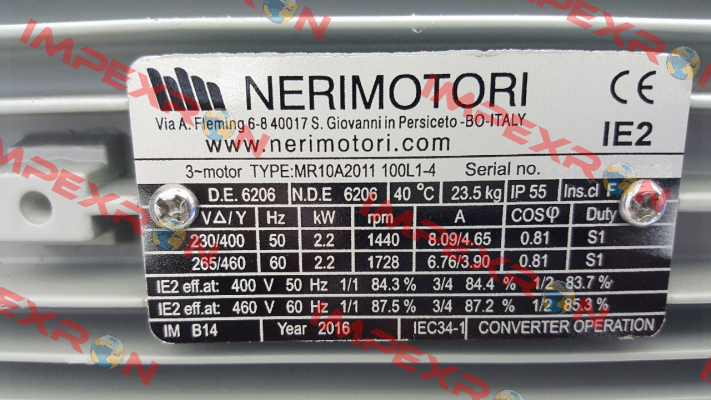 NERIMOTORI CE
Via A. Fleming 6-8 40017 S. Giovanni in Persiceto -BO-ITALY
www.nerimotori.com IE2
3~motor TYPE:MR10A2011 100L1-4 Serial no.
D.E. 6206 N.D.E 6206 40 °C 23.5 kg IP 55 Ins.cl F
VΔ/Y Hz kW rpm A COSφ Duty
230/400 50 2.2 1440 8.09/4.65 0.81 S1
265/460 60 2.2 1728 6.76/3.90 0.81 S1
IE2 eff.at: 400 V 50 Hz 1/1 84.3 % 3/4 84.4 % 1/2 83.7 %
IE2 eff.at: 460 V 60 Hz 1/1 87.5 % 3/4 87.2 % 1/2 85.3 %
IM B14 Year 2016 IEC34-1 CONVERTER OPERATION
IMPEXRON
IMPEXRON
IMPEXRON
IMPEXRON
IMPEXRON